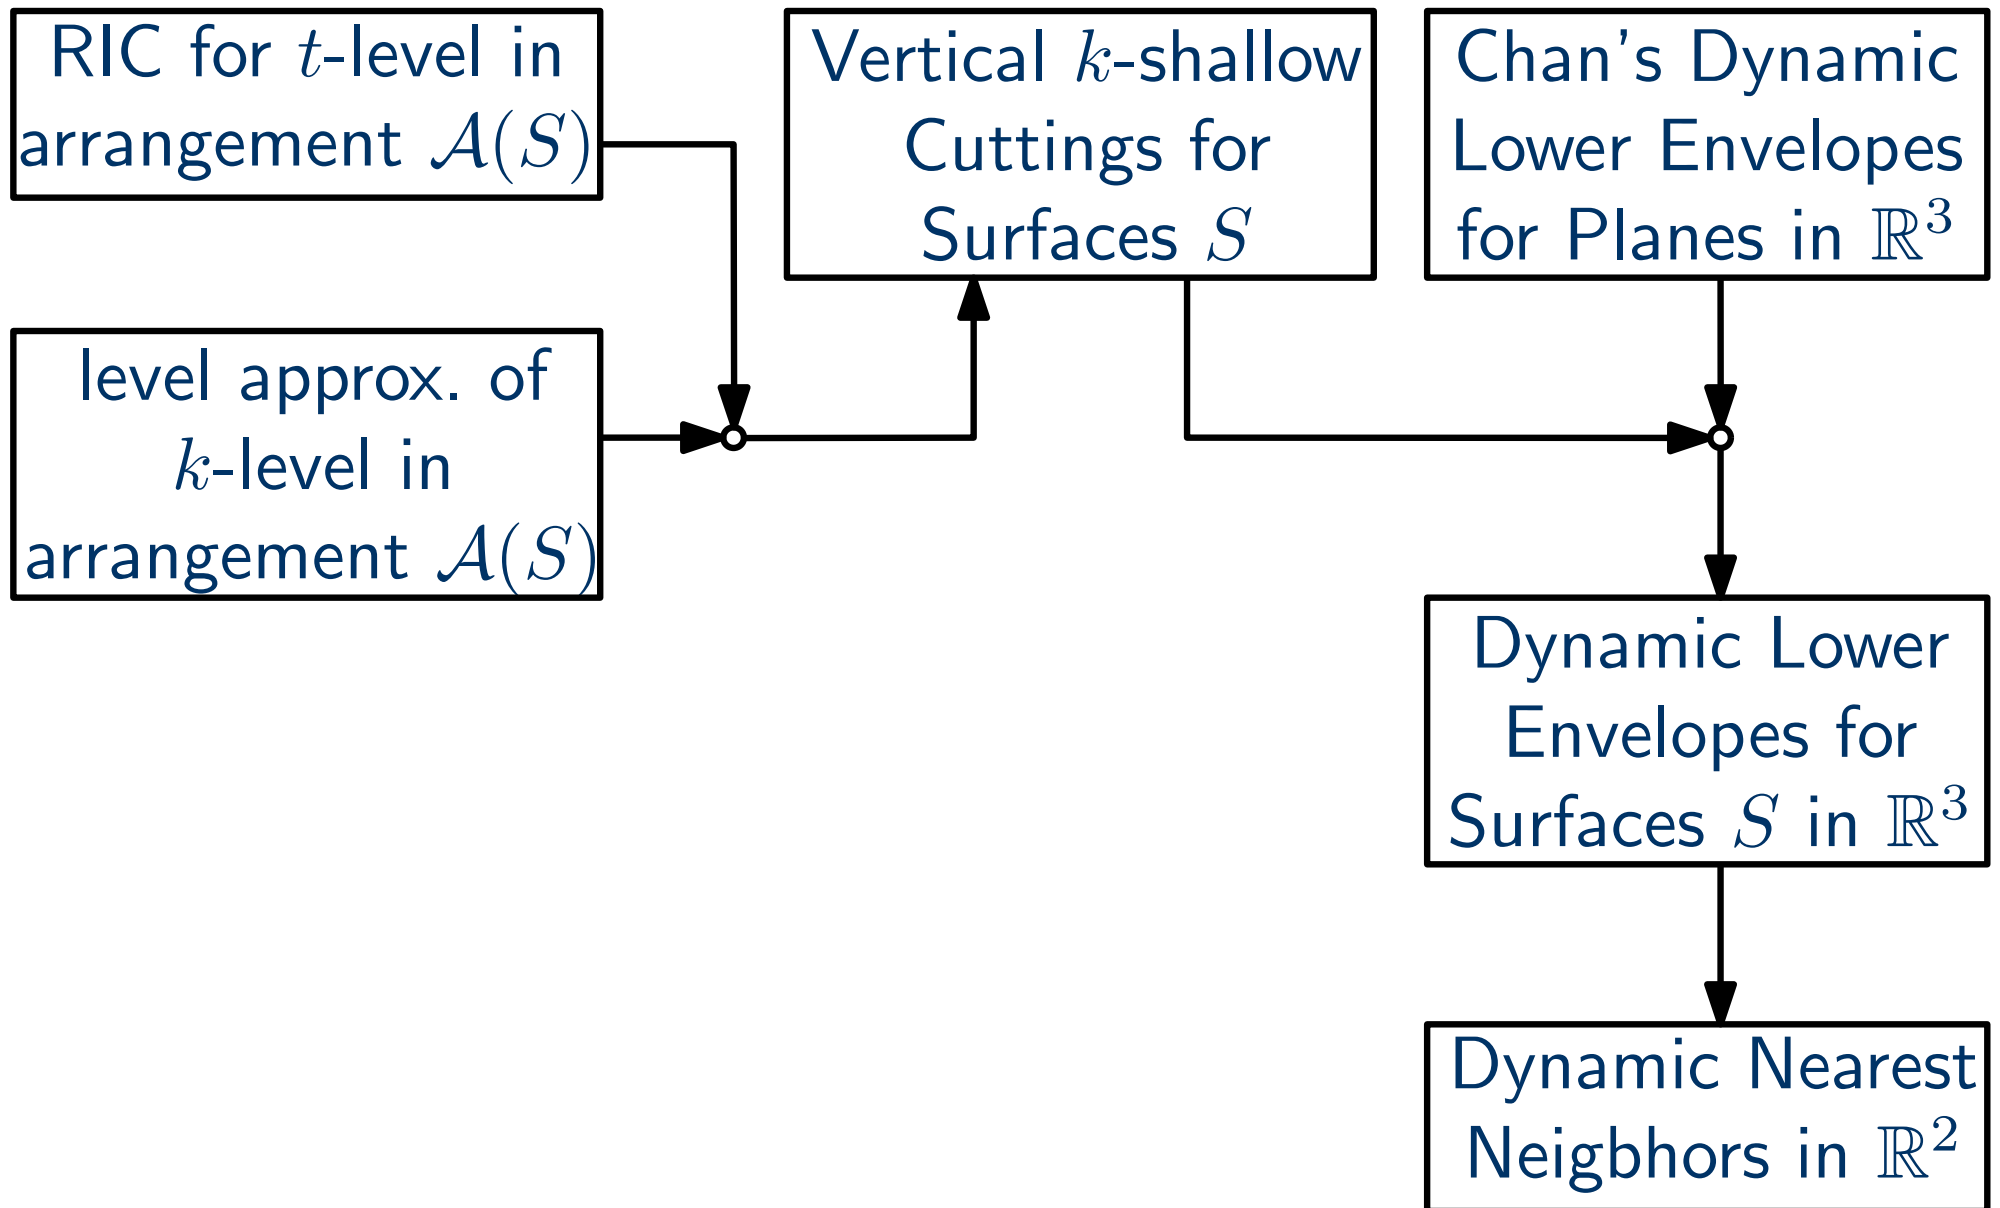 RIC for t-level in
arrangement 𝒜(S)
level approx. of
k-level in
arrangement 𝒜(S)
Vertical k-shallow
Cuttings for
Surfaces S
Chan's Dynamic
Lower Envelopes
for Planes in ℝ³
Dynamic Lower
Envelopes for
Surfaces S in ℝ³
Dynamic Nearest
Neigbhors in ℝ²